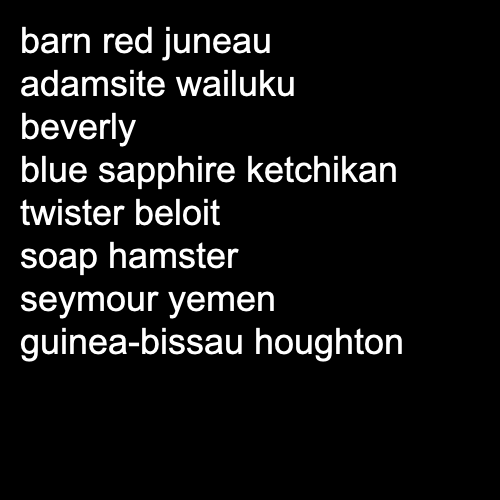 barn red juneau
adamsite wailuku
beverly
blue sapphire ketchikan
twister beloit
soap hamster
seymour yemen
guinea-bissau houghton